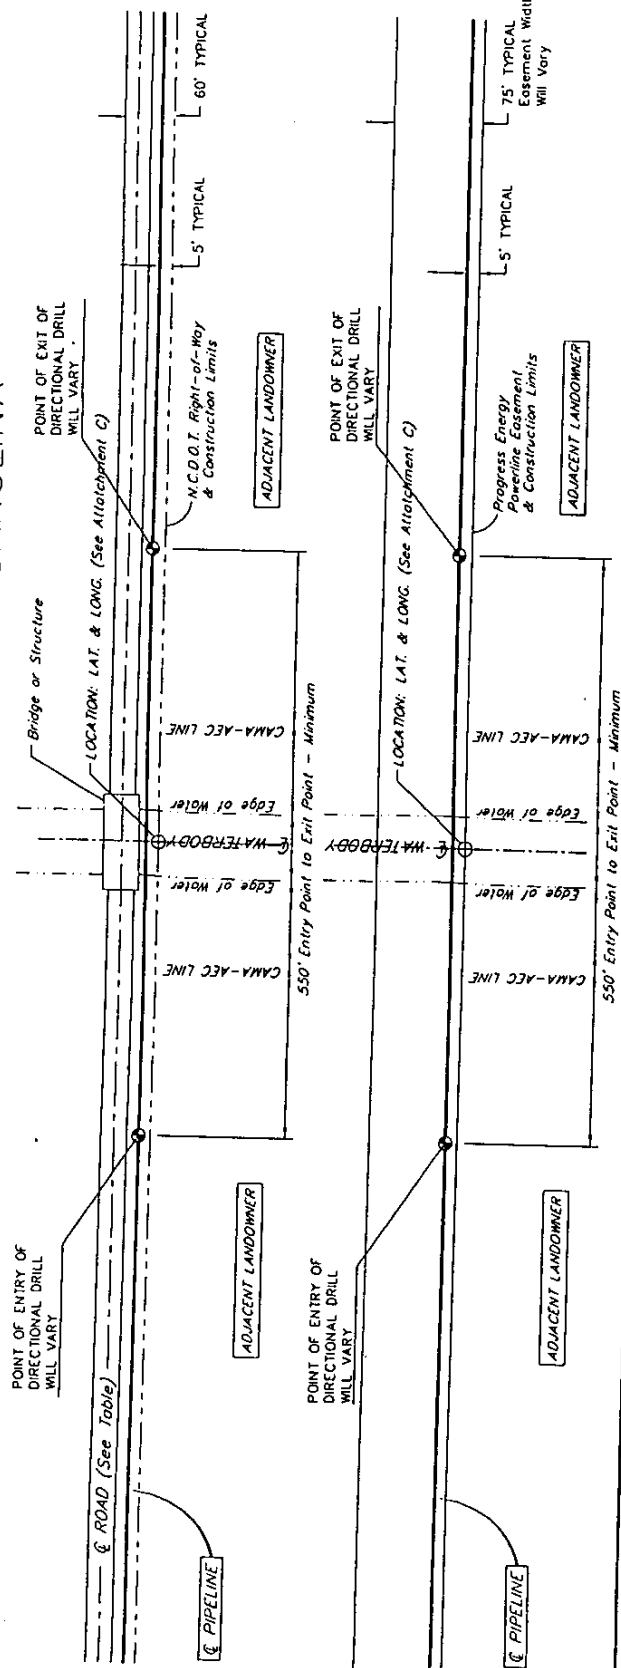 POINT OF ENTRY OF
DIRECTIONAL DRILL
WILL VARY
℄ ROAD (See Table)
℄ PIPELINE
ADJACENT LANDOWNER
Bridge or Structure
LOCATION: LAT. & LONG. (See Attatchment C)
POINT OF EXIT OF
DIRECTIONAL DRILL
WILL VARY
CAMA-AEC LINE
Edge of Water
℄ WATERBODY
Edge of Water
CAMA-AEC LINE
550' Entry Point to Exit Point - Minimum
N.C.D.O.T. Right-of-Way
& Construction Limits
ADJACENT LANDOWNER
5' TYPICAL
60' TYPICAL
POINT OF ENTRY OF
DIRECTIONAL DRILL
WILL VARY
℄ PIPELINE
ADJACENT LANDOWNER
LOCATION: LAT. & LONG. (See Attatchment C)
POINT OF EXIT OF
DIRECTIONAL DRILL
WILL VARY
CAMA-AEC LINE
Edge of Water
℄ WATERBODY
Edge of Water
CAMA-AEC LINE
550' Entry Point to Exit Point - Minimum
Progress Energy
Powerline Easement
& Construction Limits
ADJACENT LANDOWNER
5' TYPICAL
75' TYPICAL
Easement Width
Will Vary